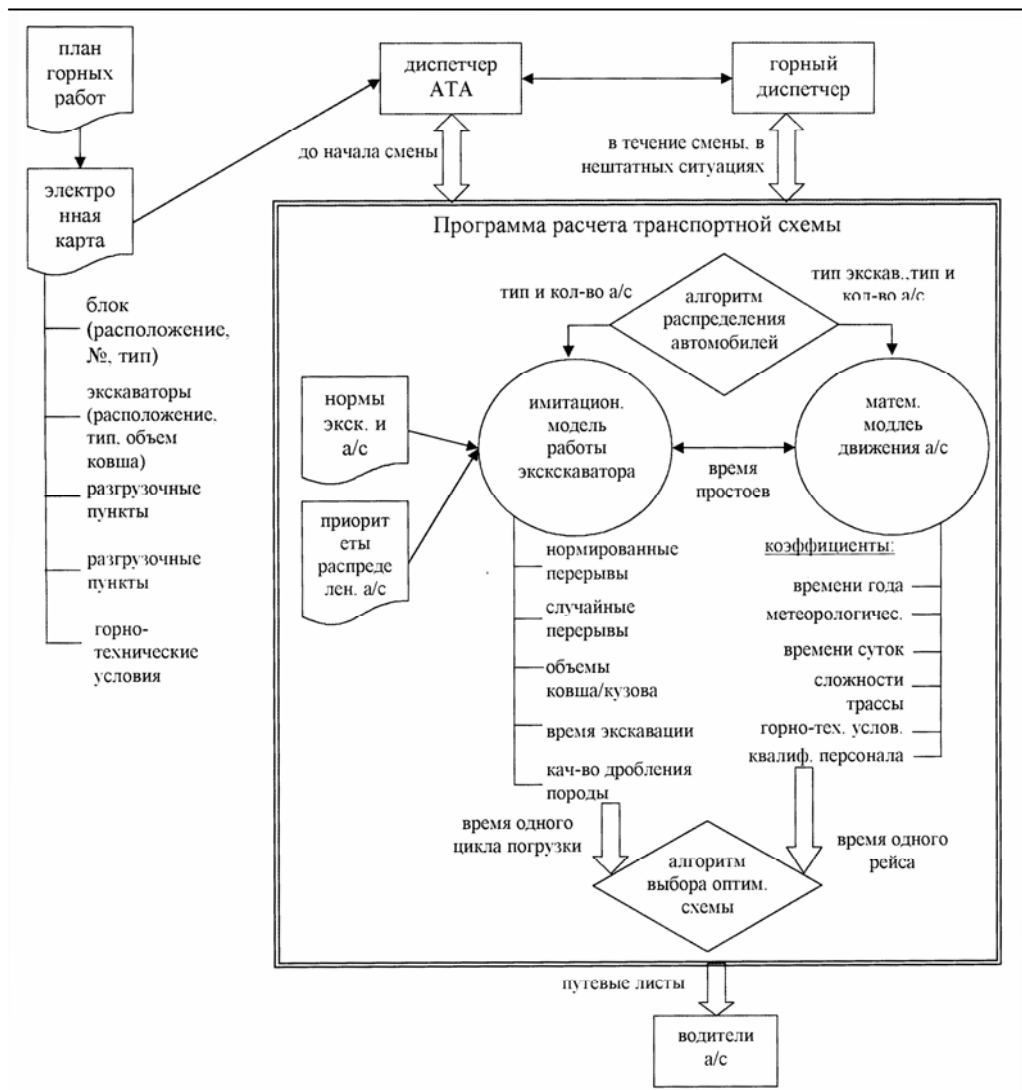 план
горных
работ
диспетчер
АТА
горный
диспетчер
до начала смены
в течение смены, в
нештатных ситуациях
электро
нная
карта
блок
(расположение,
№, тип)
экскаваторы
(расположение,
тип, объем
ковша)
разгрузочные
пункты
разгрузочные
пункты
горно-
технические
условия
Программа расчета транспортной схемы
тип и кол-во а/с
алгоритм
распределения
автомобилей
тип экскав.,тип и
кол-во а/с
нормы
экск. и
а/с
приорит
еты
распреде
лен. а/с
имитацион.
модель
работы
эксвскаватора
время
простоев
матем.
модлеь
движения а/с
нормированные
перерывы
случайные
перерывы
объемы
ковша/кузова
время экскавации
кач-во дробления
породы
коэффициенты:
времени года
метеорологичес.
времени суток
сложности
трассы
горно-тех. услов.
квалиф. персонала
время одного
цикла погрузки
алгоритм
выбора оптим.
схемы
время одного
рейса
путевые листы
водители
а/с